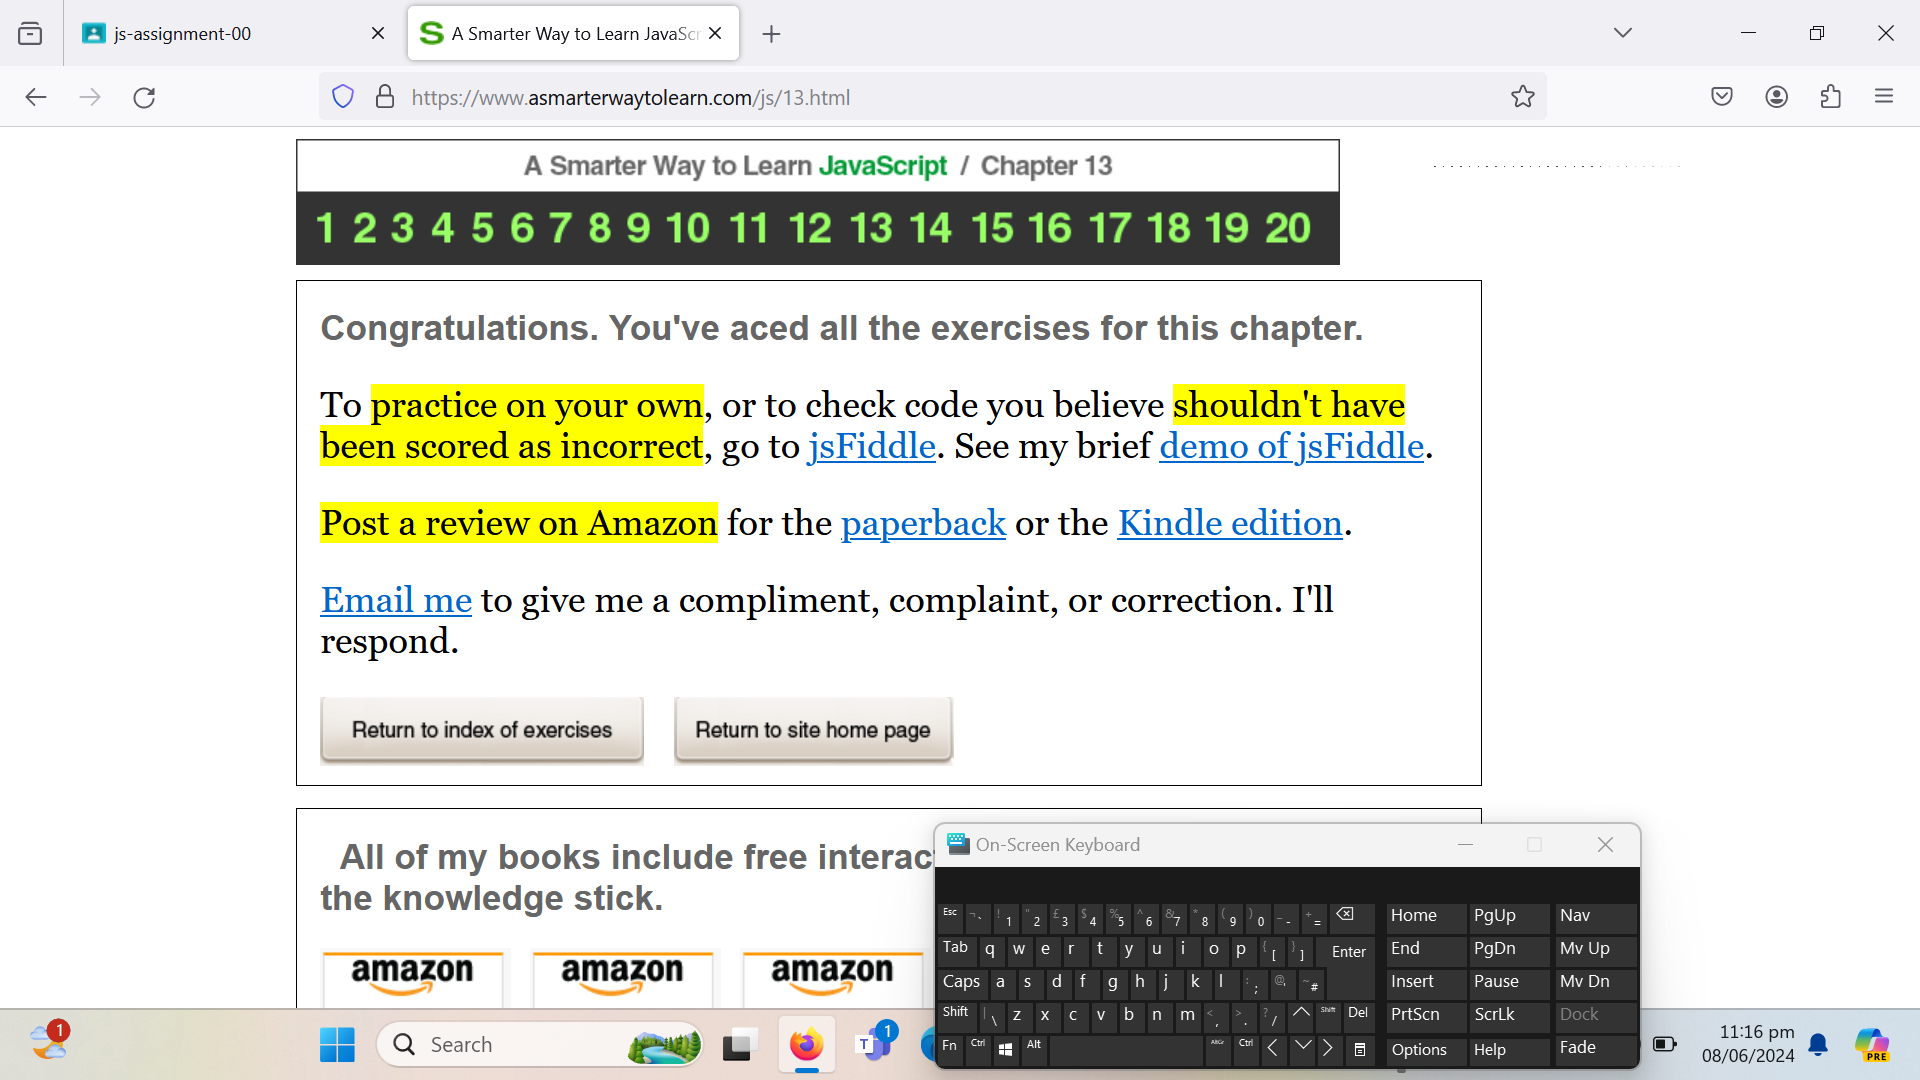 js-assignment-00
A Smarter Way to Learn JavaScr
https://www.asmarterwaytolearn.com/js/13.html
A Smarter Way to Learn JavaScript / Chapter 13
1 2 3 4 5 6 7 8 9 10 11 12 13 14 15 16 17 18 19 20
Congratulations. You've aced all the exercises for this chapter.
To practice on your own, or to check code you believe shouldn't have
been scored as incorrect, go to jsFiddle. See my brief demo of jsFiddle.
Post a review on Amazon for the paperback or the Kindle edition.
Email me to give me a compliment, complaint, or correction. I'll
respond.
Return to index of exercises Return to site home page
All of my books include free interac
the knowledge stick.
amazon amazon amazon
On-Screen Keyboard
Esc ¬ ` ! 1 " 2 £ 3 $ 4 % 5 ^ 6 & 7 * 8 ( 9 ) 0 _ - + = Home PgUp Nav
Tab q w e r t y u i o p { [ } ] Enter End PgDn Mv Up
Caps a s d f g h j k l : ; @ ' ~ # Insert Pause Mv Dn
Shift | \ z x c v b n m < , > . ? / Shift Del PrtScn ScrLk Dock
Fn Ctrl Alt AltGr Ctrl Options Help Fade
1 Search T 1 11:16 pm
08/06/2024
PRE